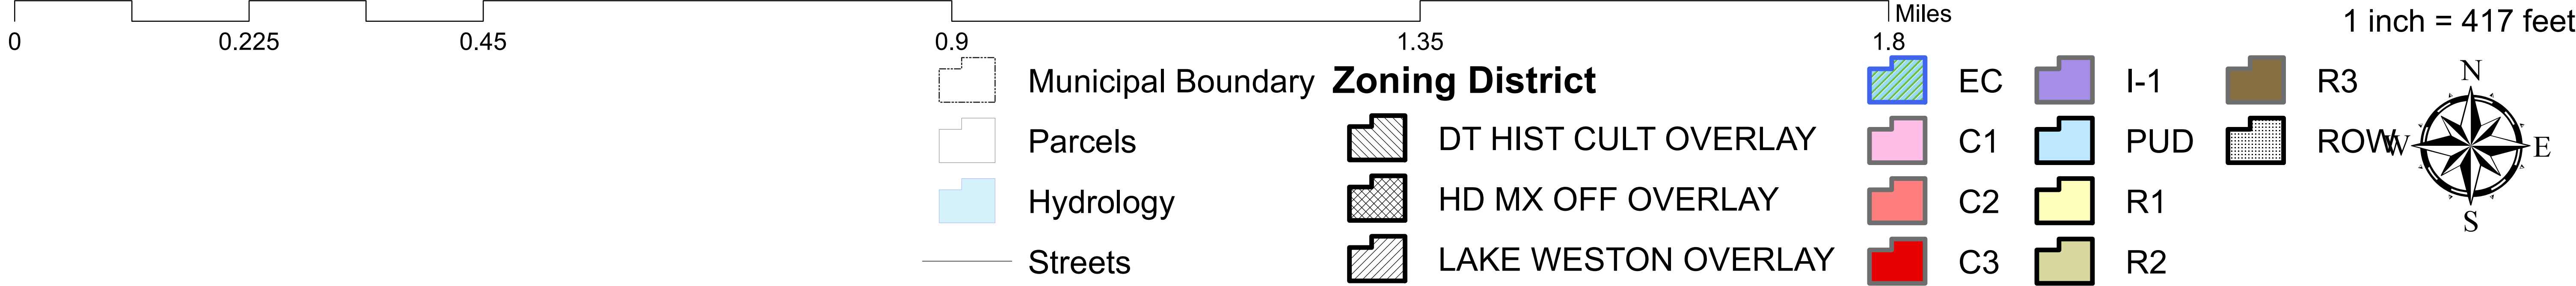 Miles
1 inch = 417 feet
0 0.225 0.45 0.9 1.35 1.8
Municipal Boundary
Parcels
Hydrology
Streets
Zoning District
DT HIST CULT OVERLAY
HD MX OFF OVERLAY
LAKE WESTON OVERLAY
EC
C1
C2
C3
I-1
PUD
R1
R2
R3
ROW
N
W E
S